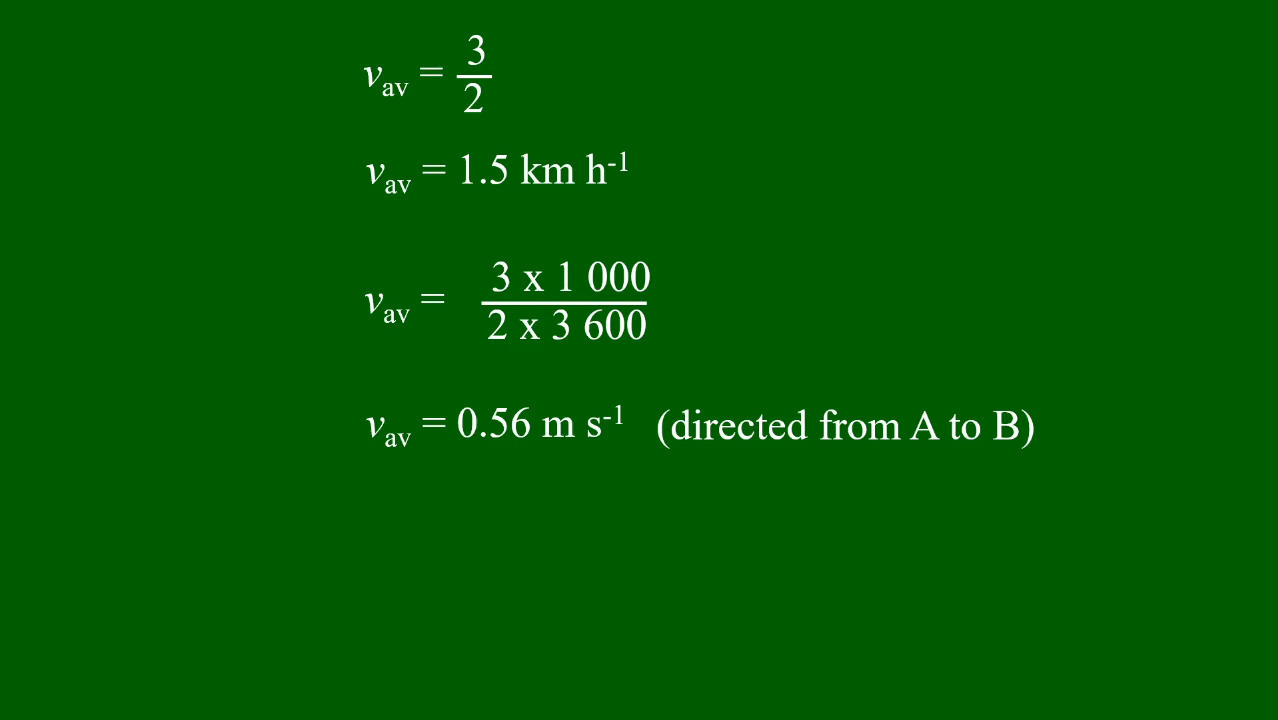 v_av = 3/2
v_av = 1.5 km h⁻¹
v_av = 3 x 1 000 / 2 x 3 600
v_av = 0.56 m s⁻¹ (directed from A to B)